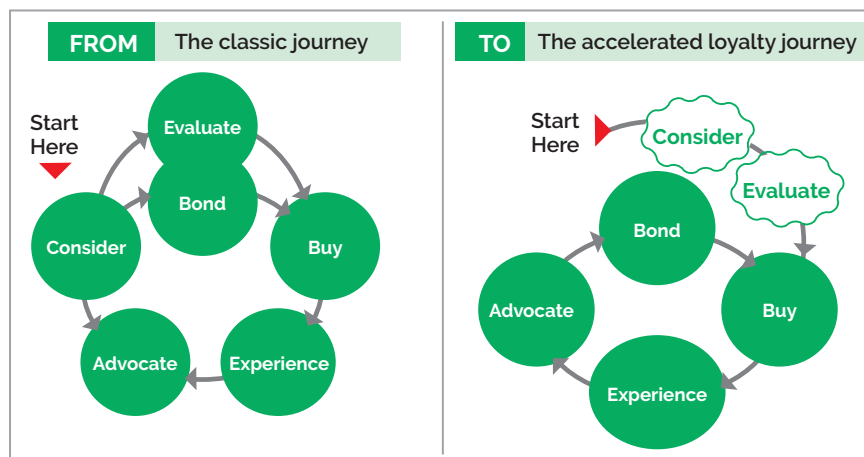 FROM The classic journey
Start
Here
Evaluate
Bond
Consider
Buy
Advocate
Experience
TO The accelerated loyalty journey
Start
Here
Consider
Evaluate
Bond
Advocate
Buy
Experience